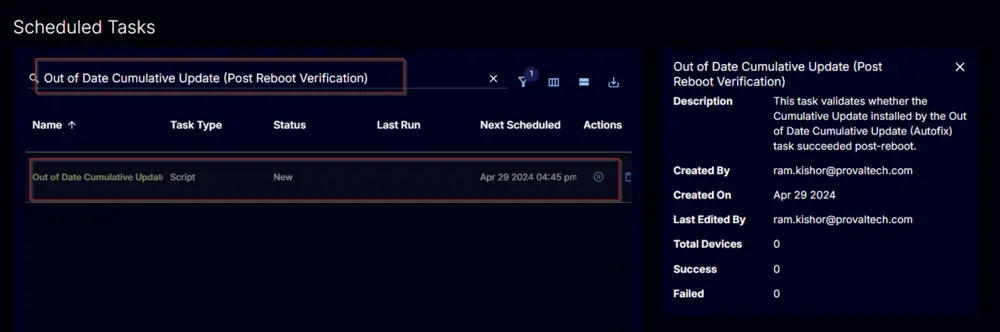 Scheduled Tasks
Out of Date Cumulative Update (Post Reboot Verification)
1
Name Task Type Status Last Run Next Scheduled Actions
Out of Date Cumulative Updat Script New Apr 29 2024 04:45 pm
Out of Date Cumulative Update (Post
Reboot Verification)
Description This task validates whether the
Cumulative Update installed by the Out
of Date Cumulative Update (Autofix)
task succeeded post-reboot.
Created By ram.kishor@provaltech.com
Created On Apr 29 2024
Last Edited By ram.kishor@provaltech.com
Total Devices 0
Success 0
Failed 0